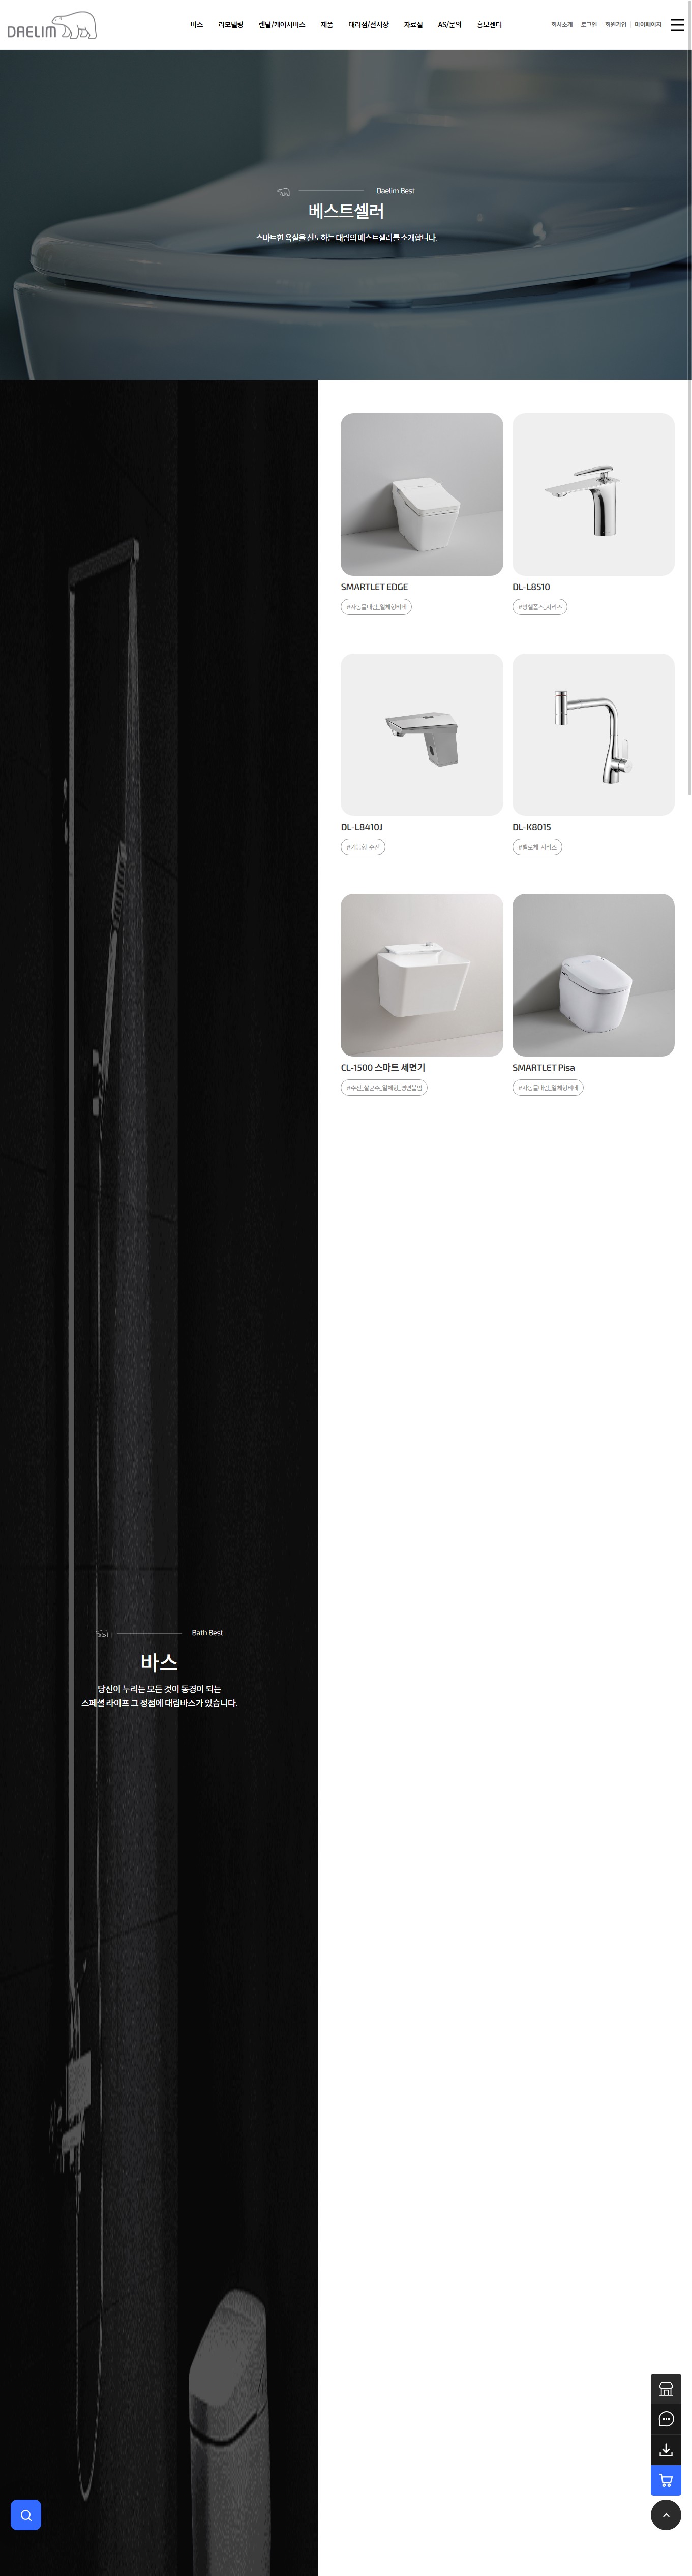 DAELIM
바스 리모델링 렌탈/케어서비스 제품 대리점/전시장 자료실 AS/문의 홍보센터
회사소개 로그인 회원가입 마이페이지
Daelim Best
베스트셀러
스마트한 욕실을 선도하는 대림의 베스트셀러를 소개합니다.
SMARTLET EDGE
#자동물내림_일체형비데
DL-L8510
#앙펠롭스_시리즈
DL-L8410J
#기능형_수전
DL-K8015
#벨로체_시리즈
CL-1500 스마트 세면기
#수전_살균수_일체형_평면물림
SMARTLET Pisa
#자동물내림_일체형비데
Bath Best
바스
당신이 누리는 모든 것이 동경이 되는
스페셜 라이프 그 정점에 대림바스가 있습니다.